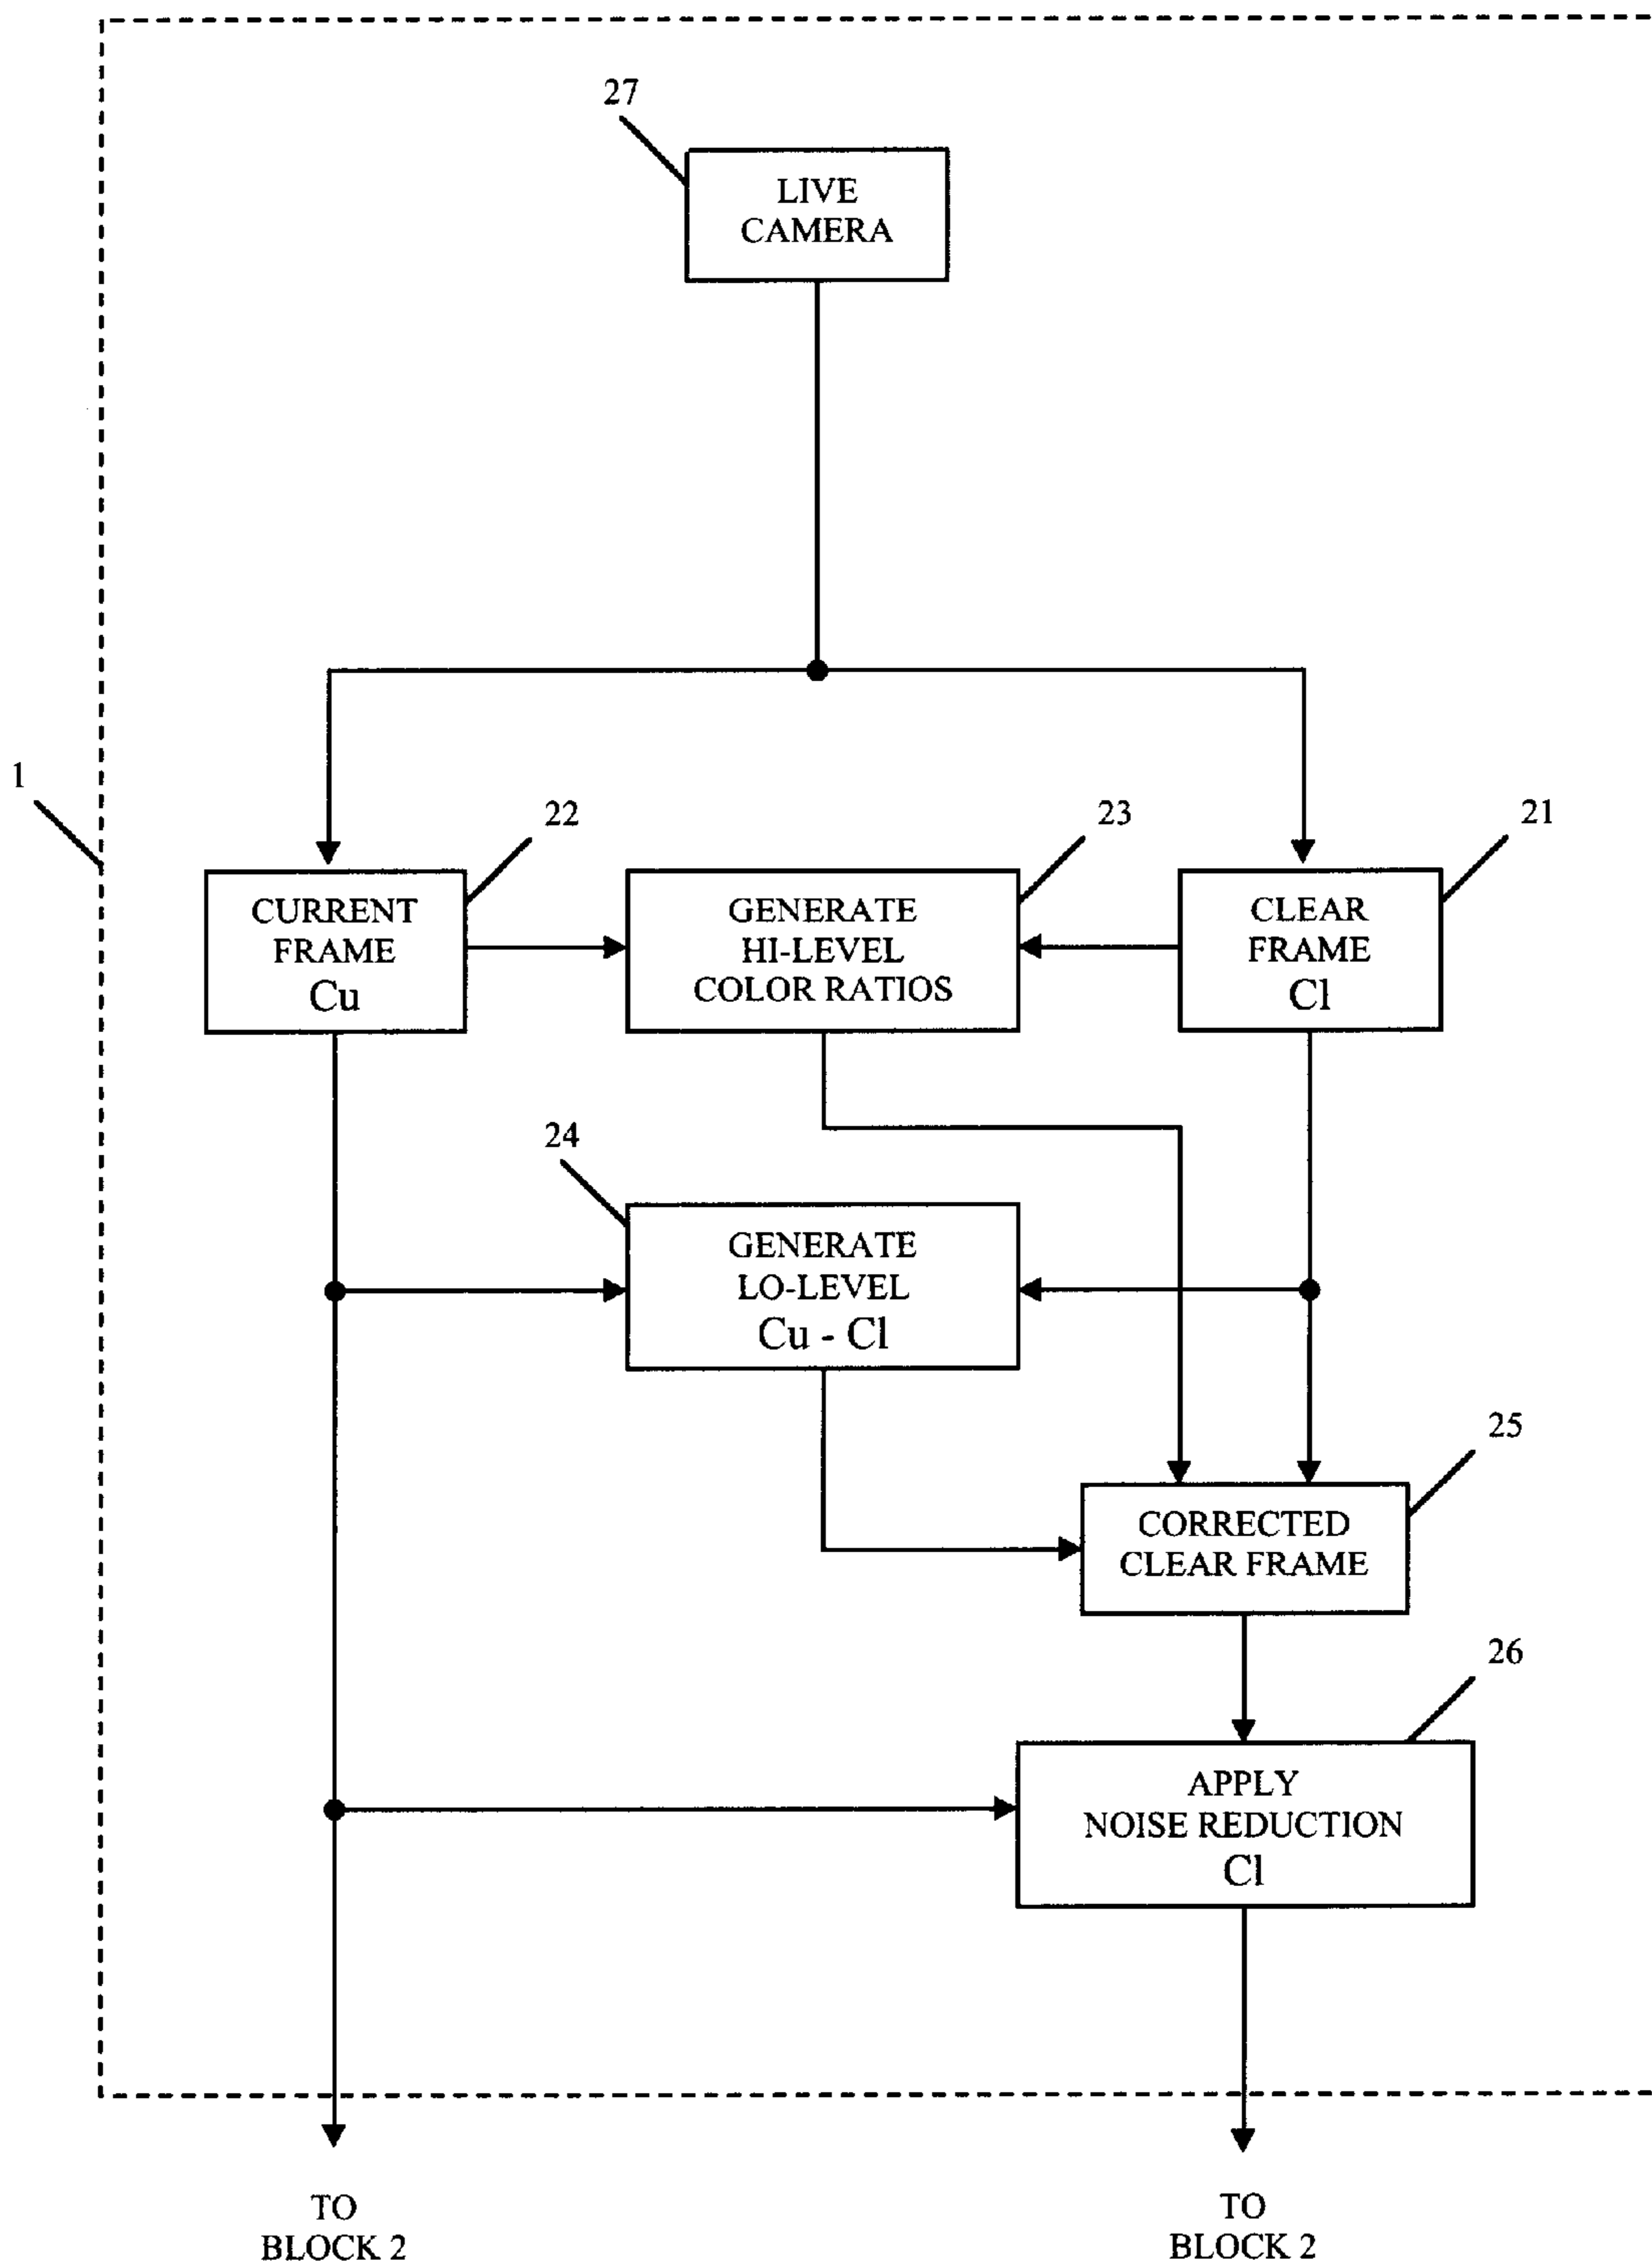 27
LIVE
CAMERA
1
22
23
21
CURRENT
FRAME
Cu
GENERATE
HI-LEVEL
COLOR RATIOS
CLEAR
FRAME
Cl
24
GENERATE
LO-LEVEL
Cu - Cl
25
CORRECTED
CLEAR FRAME
26
APPLY
NOISE REDUCTION
Cl
TO
BLOCK 2
TO
BLOCK 2